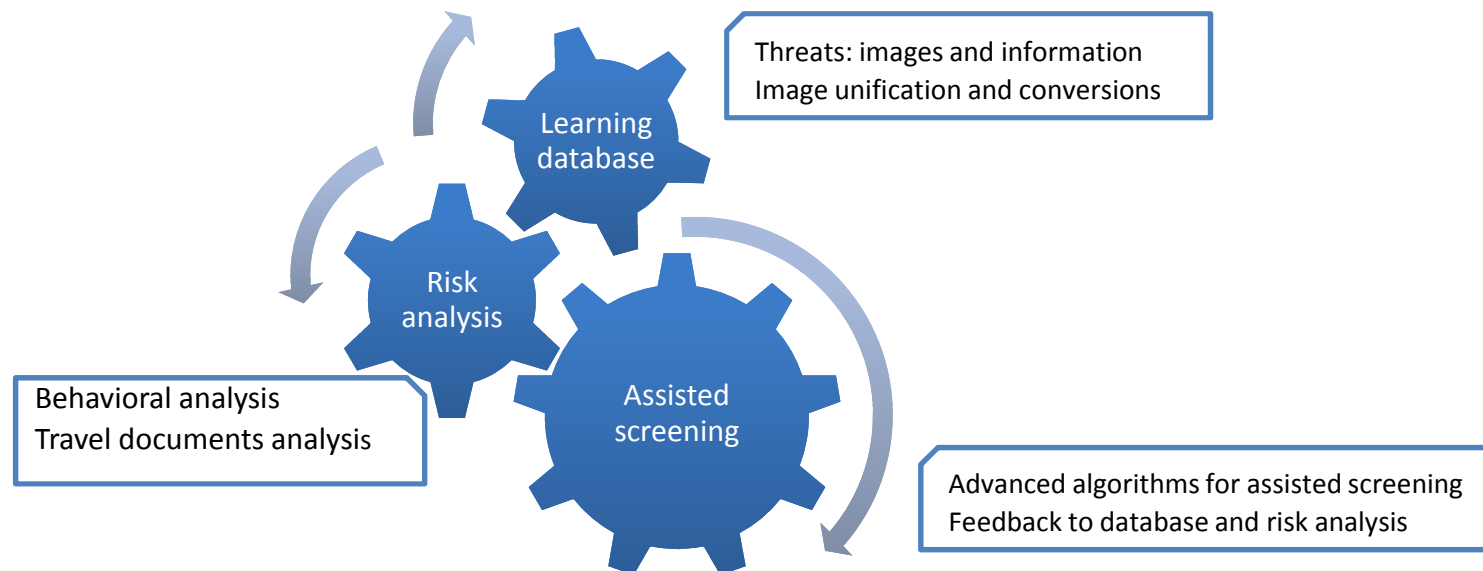 Threats: images and information
Image unification and conversions
Learning
database
Risk
analysis
Behavioral analysis
Travel documents analysis
Assisted
screening
Advanced algorithms for assisted screening
Feedback to database and risk analysis